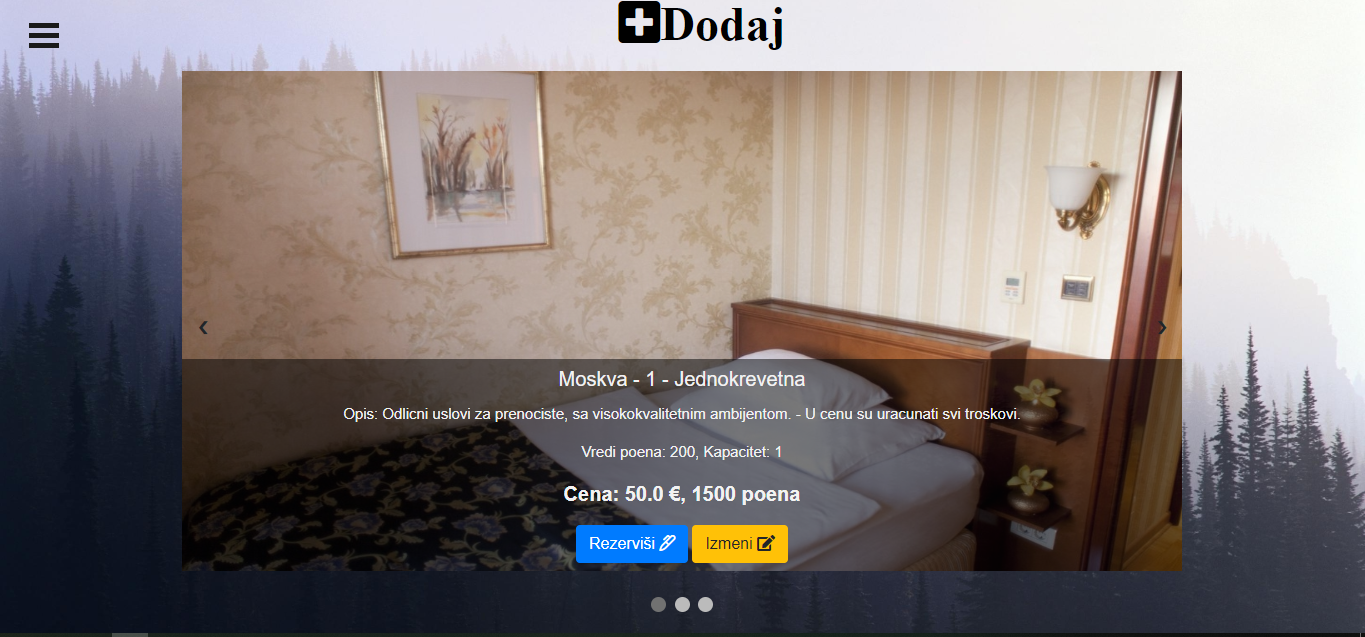 Dodaj
Moskva - 1 - Jednokrevetna
Opis: Odlicni uslovi za prenociste, sa visokokvalitetnim ambijentom. - U cenu su uracunati svi troskovi.
Vredi poena: 200, Kapacitet: 1
Cena: 50.0 €, 1500 poena
Rezerviši
Izmeni